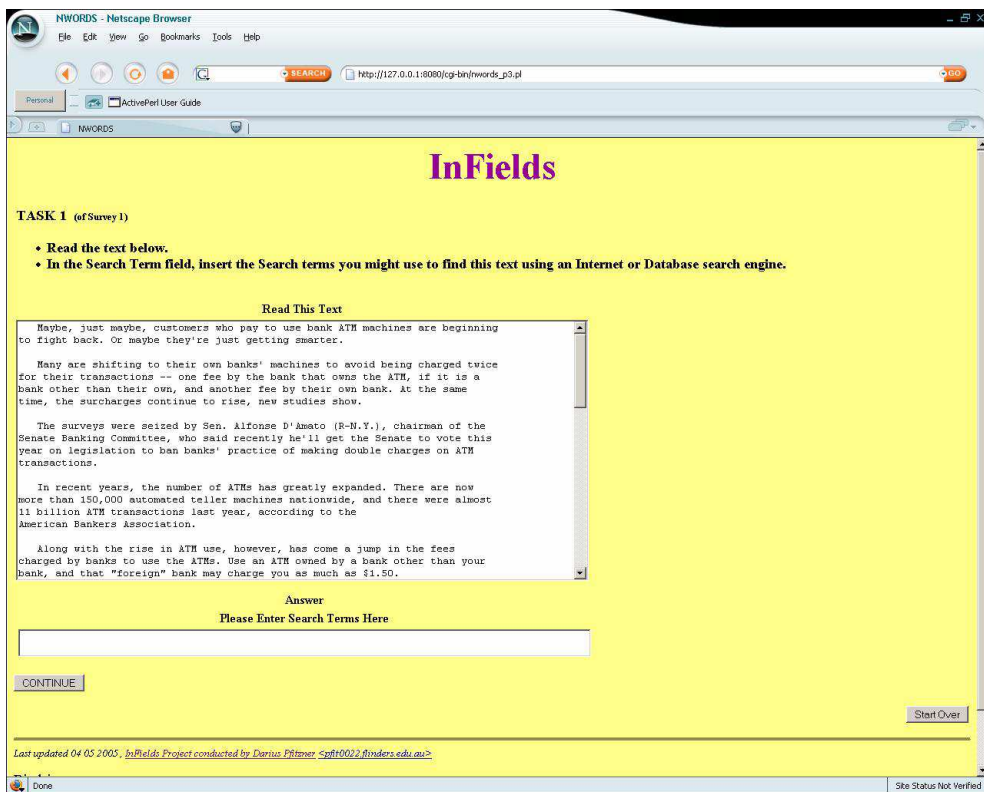 NWORDS - Netscape Browser
File Edit View Go Bookmarks Tools Help
SEARCH http://127.0.0.1:8080/cgi-bin/nwords_p3.pl GO
Personal ActivePerl User Guide
NWORDS
InFields
TASK 1 (of Survey 1)
• Read the text below.
• In the Search Term field, insert the Search terms you might use to find this text using an Internet or Database search engine.
Read This Text
Maybe, just maybe, customers who pay to use bank ATM machines are beginning
to fight back. Or maybe they're just getting smarter.
Many are shifting to their own banks' machines to avoid being charged twice
for their transactions -- one fee by the bank that owns the ATM, if it is a
bank other than their own, and another fee by their own bank. At the same
time, the surcharges continue to rise, new studies show.
The surveys were seized by Sen. Alfonse D'Amato (R-N.Y.), chairman of the
Senate Banking Committee, who said recently he'll get the Senate to vote this
year on legislation to ban banks' practice of making double charges on ATM
transactions.
In recent years, the number of ATMs has greatly expanded. There are now
more than 150,000 automated teller machines nationwide, and there were almost
11 billion ATM transactions last year, according to the
American Bankers Association.
Along with the rise in ATM use, however, has come a jump in the fees
charged by banks to use the ATMs. Use an ATM owned by a bank other than your
bank, and that "foreign" bank may charge you as much as $1.50.
Answer
Please Enter Search Terms Here
CONTINUE
Start Over
Last updated 04 05 2005, InFields Project conducted by Darius Pfitzner <pfit0022.flinders.edu.au>
Done Site Status Not Verified